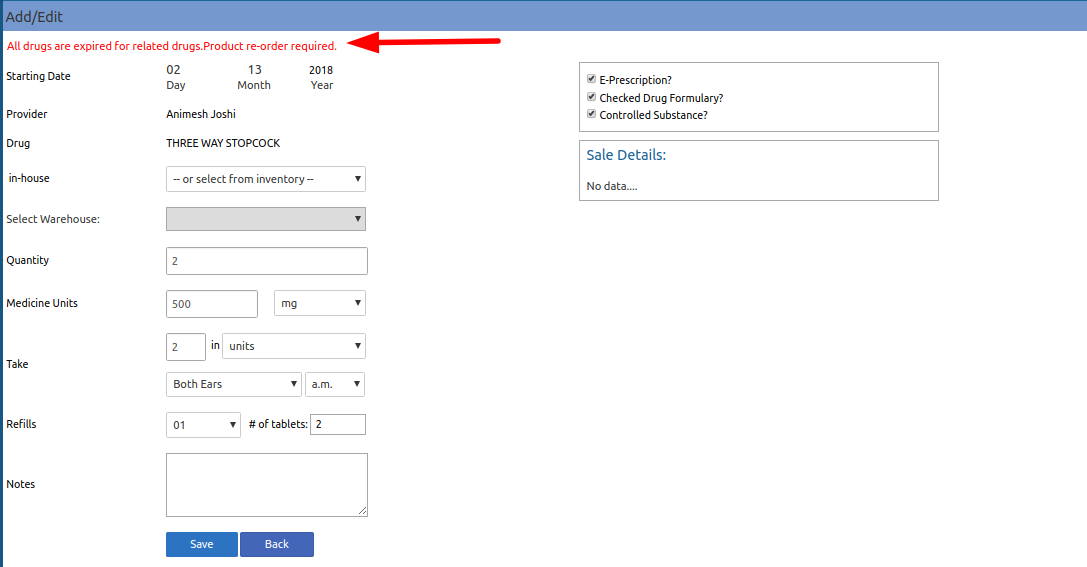 Add/Edit
All drugs are expired for related drugs.Product re-order required.
Starting Date 02 13 2018
Day Month Year
Provider Animesh Joshi
Drug THREE WAY STOPCOCK
in-house -- or select from inventory --
Select Warehouse:
Quantity 2
Medicine Units 500 mg
Take 2 in units
Both Ears a.m.
Refills 01 # of tablets: 2
Notes
Save Back
E-Prescription?
Checked Drug Formulary?
Controlled Substance?
Sale Details:
No data....